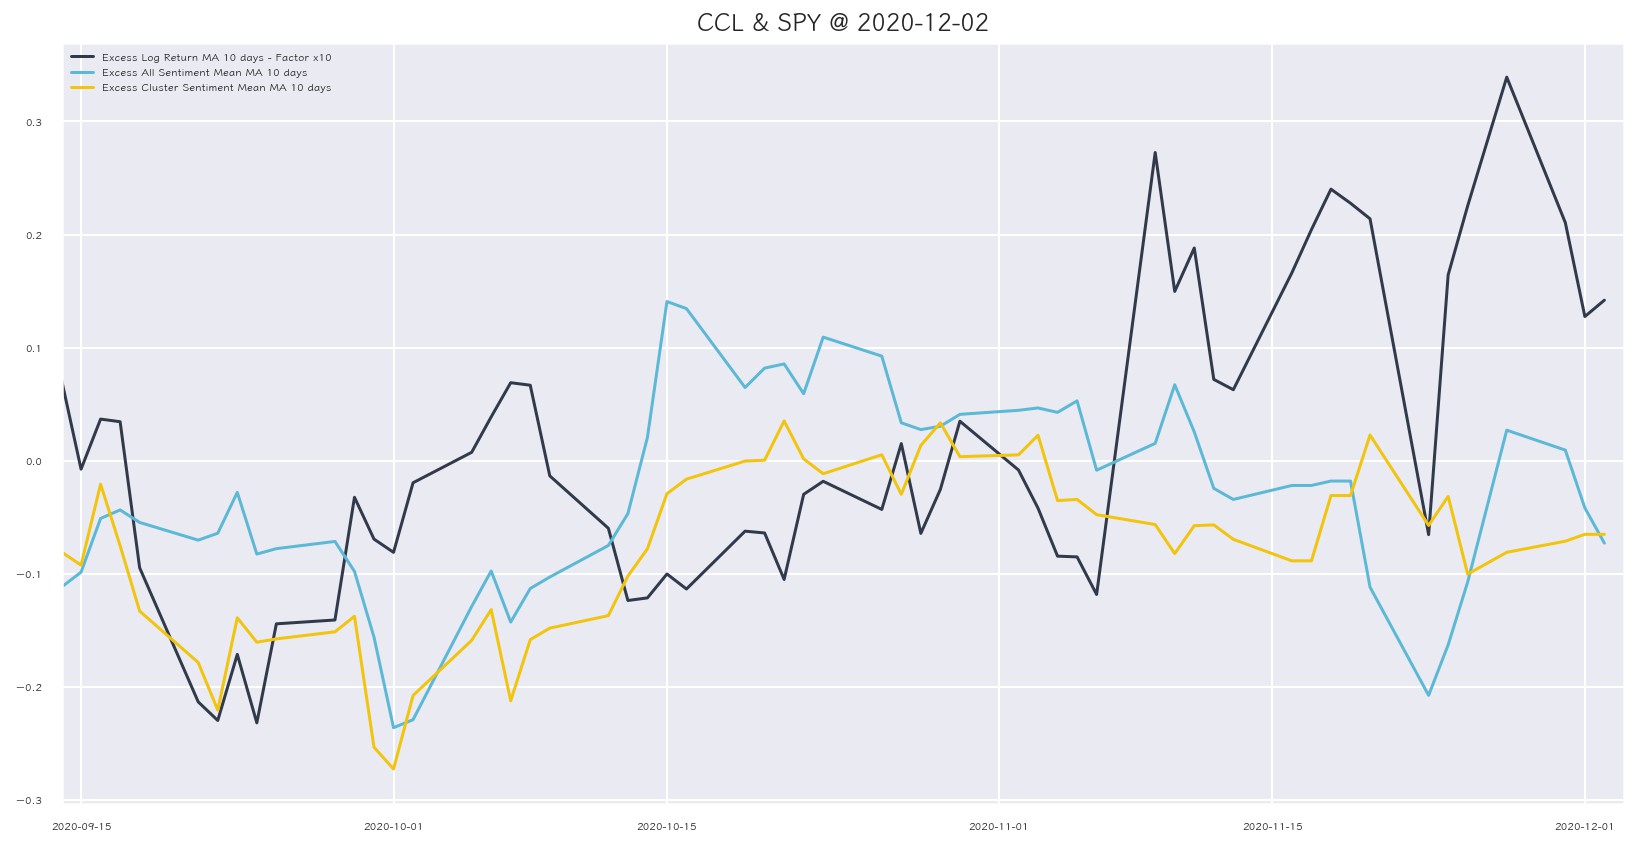 CCL & SPY @ 2020-12-02
Excess Log Return MA 10 days - Factor x10
Excess All Sentiment Mean MA 10 days
Excess Cluster Sentiment Mean MA 10 days
0.3
0.2
0.1
0.0
−0.1
−0.2
−0.3
2020-09-15 2020-10-01 2020-10-15 2020-11-01 2020-11-15 2020-12-01